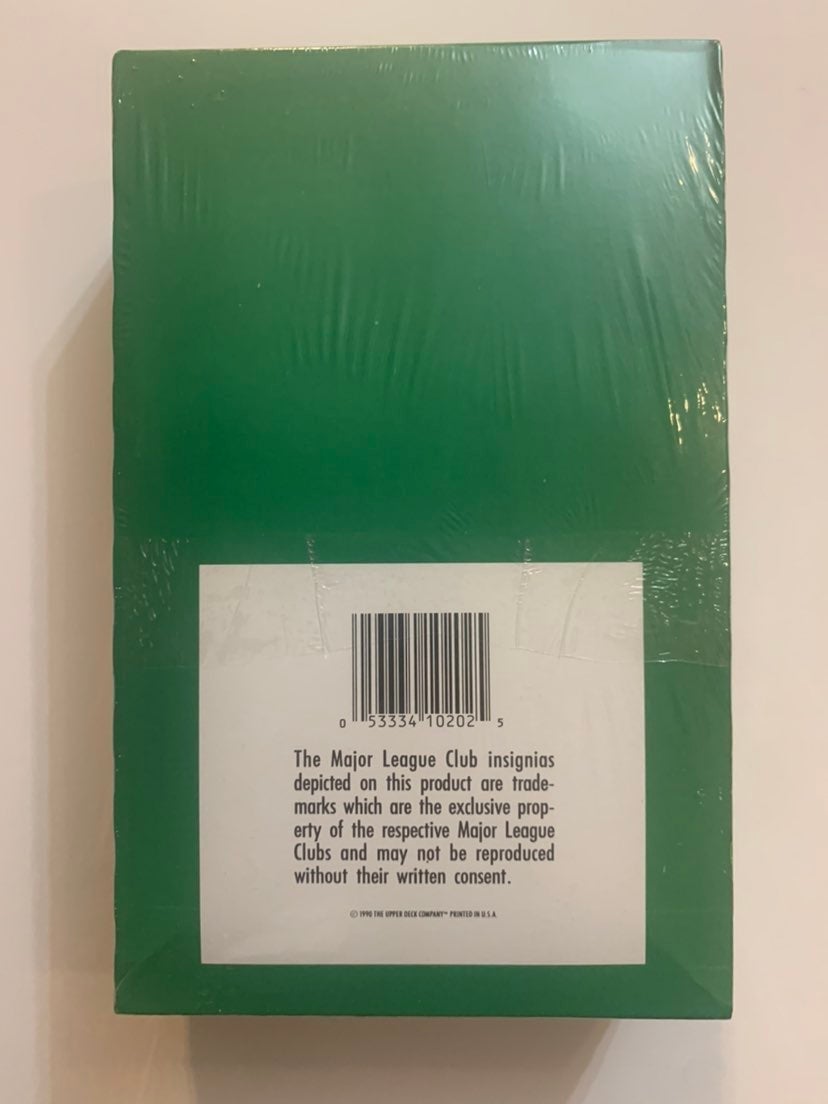 0 53334 10202 5
The Major League Club insignias
depicted on this product are trade-
marks which are the exclusive prop-
erty of the respective Major League
Clubs and may not be reproduced
without their written consent.
© 1990 THE UPPER DECK COMPANY™ PRINTED IN U.S.A.